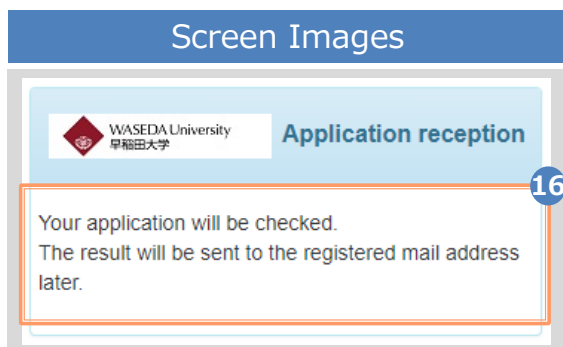 Screen Images
WASEDA University
早稲田大学
Application reception
16
Your application will be checked.
The result will be sent to the registered mail address
later.